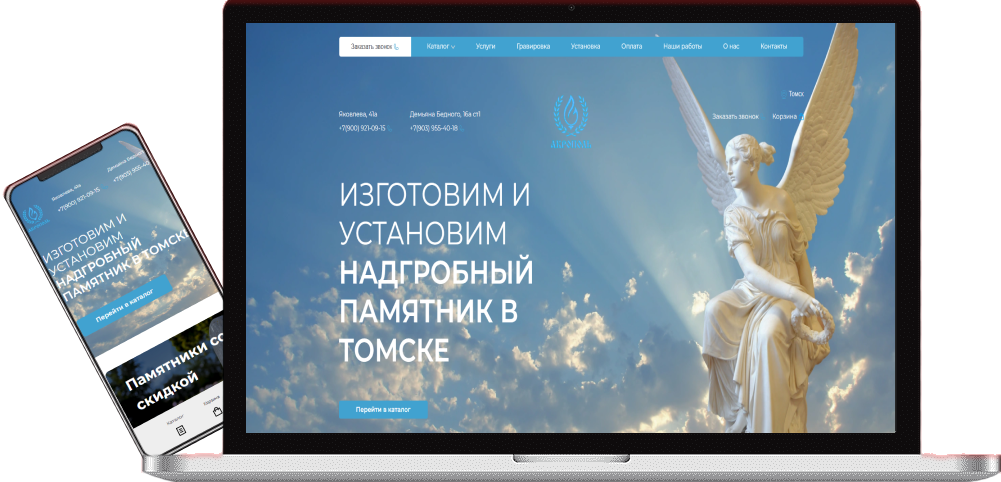 Заказать звонок
Каталог
Услуги
Гравировка
Установка
Оплата
Наши работы
О нас
Контакты
Томск
Яковлева, 41а
Демьяна Бедного, 16а ст1
+7(900) 921-09-15
+7(903) 955-40-18
Заказать звонок
Корзина
ИЗГОТОВИМ И
УСТАНОВИМ
НАДГРОБНЫЙ
ПАМЯТНИК В
ТОМСКЕ
Перейти в каталог
Яковлева, 41а
Демьяна Бедного
+7(900) 921-09-15
+7(903) 955-40
ИЗГОТОВИМ И
УСТАНОВИМ
НАДГРОБНЫЙ
ПАМЯТНИК В ТОМСК
Перейти в каталог
Памятники со
скидкой
Каталог
Корзина